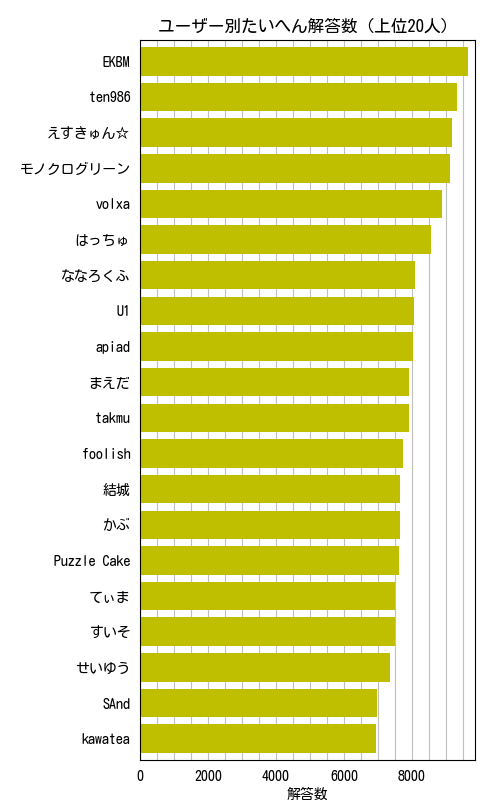 ユーザー別たいへん解答数（上位20人）
EKBM
ten986
えすきゅん☆
モノクログリーン
volxa
はっちゅ
ななろくふ
U1
apiad
まえだ
takmu
foolish
結城
かぶ
Puzzle Cake
てぃま
すいそ
せいゆう
SAnd
kawatea
0 2000 4000 6000 8000
解答数